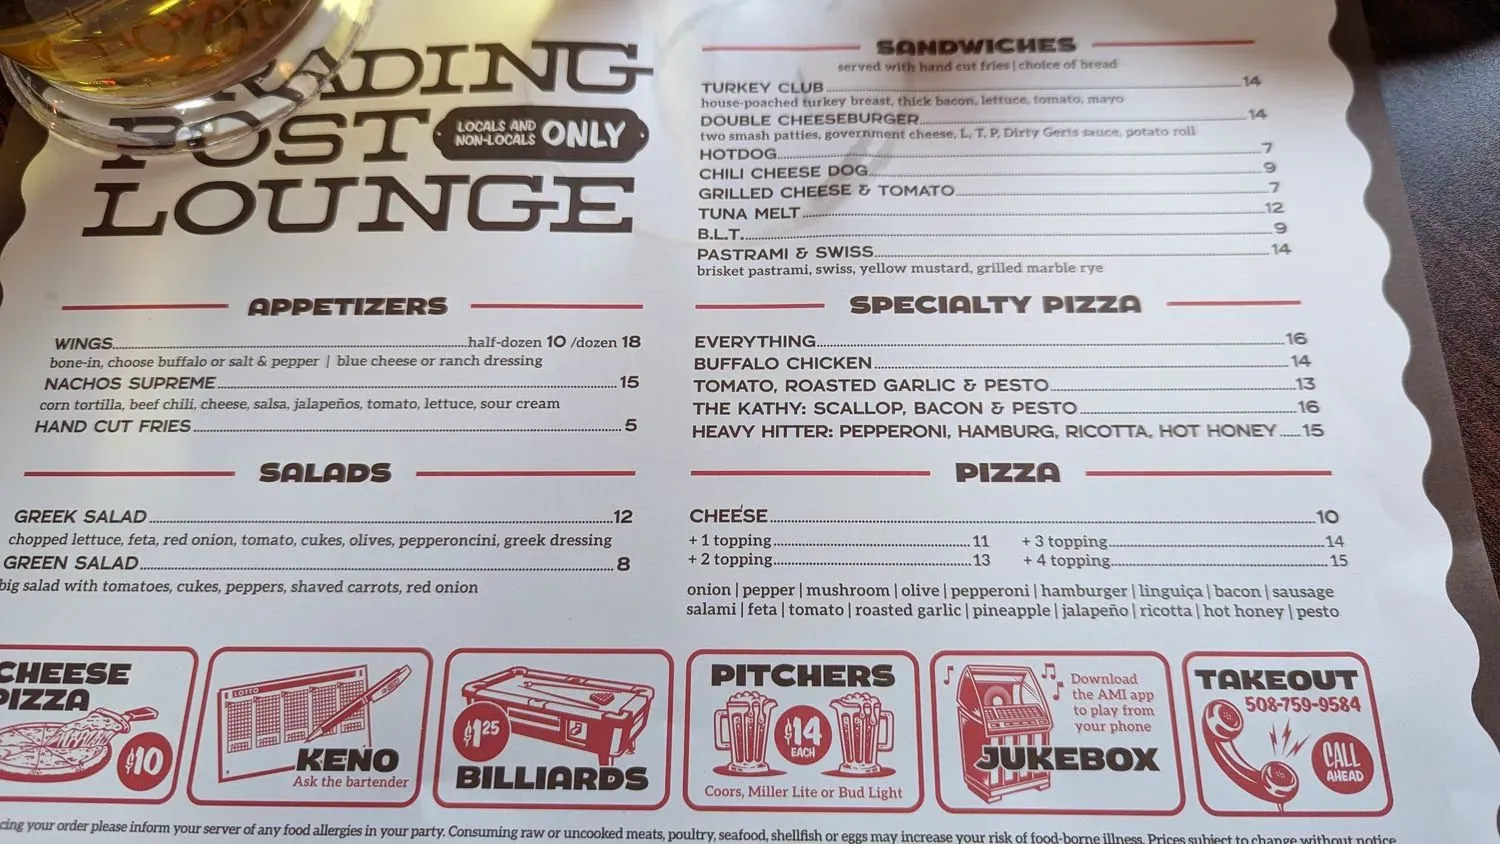 TRADING
POST
LOCALS AND
NON-LOCALS ONLY
LOUNGE
APPETIZERS
WINGS half-dozen 10 /dozen 18
bone-in, choose buffalo or salt & pepper | blue cheese or ranch dressing
NACHOS SUPREME 15
corn tortilla, beef chili, cheese, salsa, jalapeños, tomato, lettuce, sour cream
HAND CUT FRIES 5
SALADS
GREEK SALAD 12
chopped lettuce, feta, red onion, tomato, cukes, olives, pepperoncini, greek dressing
GREEN SALAD 8
big salad with tomatoes, cukes, peppers, shaved carrots, red onion
SANDWICHES
served with hand cut fries | choice of bread
TURKEY CLUB 14
house-poached turkey breast, thick bacon, lettuce, tomato, mayo
DOUBLE CHEESEBURGER 14
two smash patties, government cheese, L, T, P, Dirty Gerts sauce, potato roll
HOTDOG 7
CHILI CHEESE DOG 9
GRILLED CHEESE & TOMATO 7
TUNA MELT 12
B.L.T. 9
PASTRAMI & SWISS 14
brisket pastrami, swiss, yellow mustard, grilled marble rye
SPECIALTY PIZZA
EVERYTHING 16
BUFFALO CHICKEN 14
TOMATO, ROASTED GARLIC & PESTO 13
THE KATHY: SCALLOP, BACON & PESTO 16
HEAVY HITTER: PEPPERONI, HAMBURG, RICOTTA, HOT HONEY 15
PIZZA
CHEESE 10
+ 1 topping 11 + 3 topping 14
+ 2 topping 13 + 4 topping 15
onion | pepper | mushroom | olive | pepperoni | hamburger | linguiça | bacon | sausage
salami | feta | tomato | roasted garlic | pineapple | jalapeño | ricotta | hot honey | pesto
CHEESE
PIZZA
$10
LOTTO
KENO
Ask the bartender
$1.25
BILLIARDS
PITCHERS
$14
EACH
Coors, Miller Lite or Bud Light
Download
the AMI app
to play from
your phone
JUKEBOX
TAKEOUT
508-759-9584
CALL
AHEAD
your order please inform your server of any food allergies in your party. Consuming raw or uncooked meats, poultry, seafood, shellfish or eggs may increase your risk of food-borne illness. Prices subject to change without notice